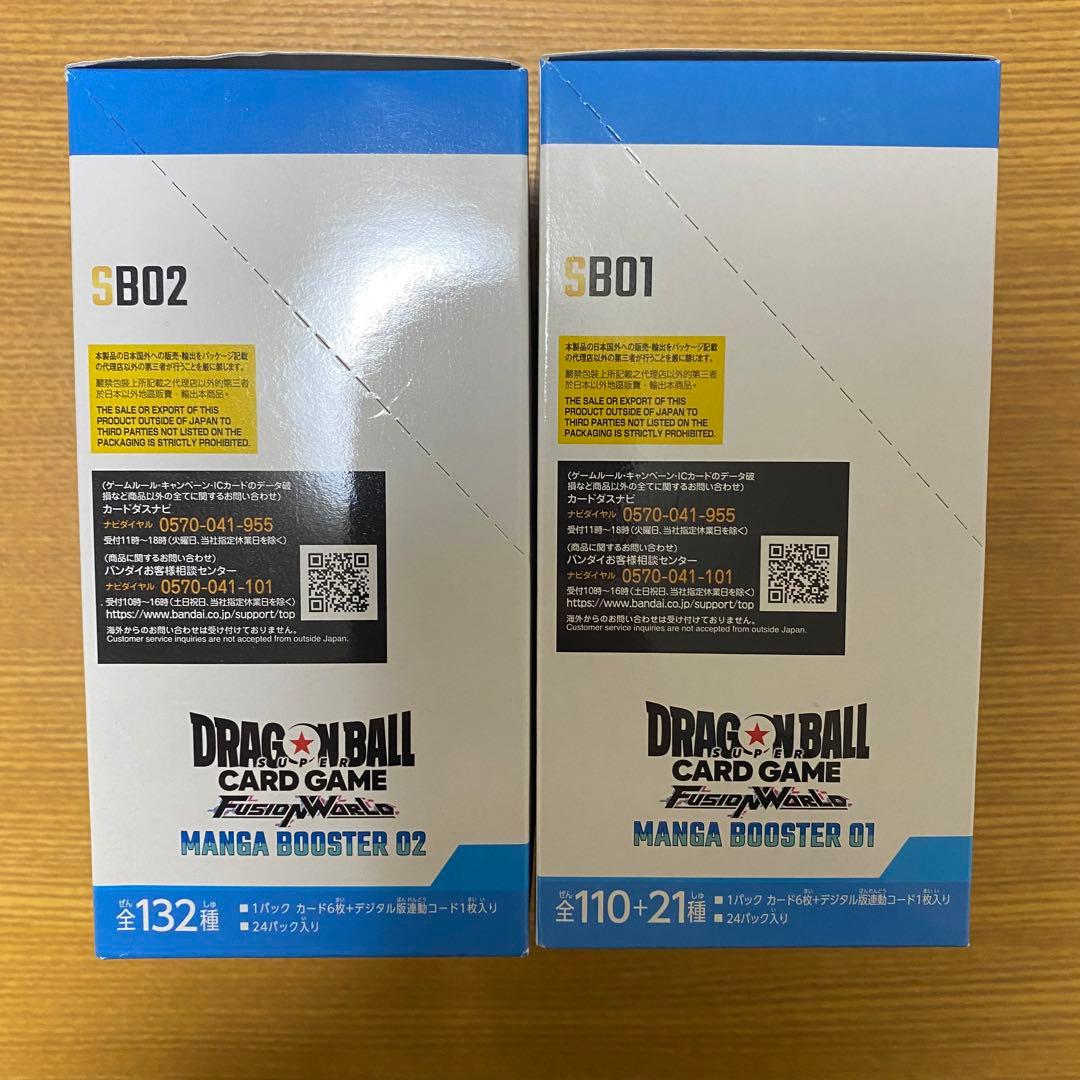 SB02
本製品の日本国外への販売・輸出をパッケージ記載
の代理店以外の第三者が行うことを厳に禁じます。
嚴禁包裝上所記載之代理店以外的第三者
於日本以外地區販賣・輸出本商品。
THE SALE OR EXPORT OF THIS
PRODUCT OUTSIDE OF JAPAN TO
THIRD PARTIES NOT LISTED ON THE
PACKAGING IS STRICTLY PROHIBITED.
(ゲームルール・キャンペーン・ICカードのデータ破
損など商品以外の全てに関するお問い合わせ)
カードダスナビ
ナビダイヤル 0570-041-955
受付11時〜18時(火曜日、当社指定休業日を除く)
(商品に関するお問い合わせ)
バンダイお客様相談センター
ナビダイヤル 0570-041-101
受付10時〜16時(土日祝日、当社指定休業日を除く)
https://www.bandai.co.jp/support/top
海外からのお問い合わせは受け付けておりません。
Customer service inquiries are not accepted from outside Japan.
DRAGON BALL
SUPER
CARD GAME
FUSION WORLD
MANGA BOOSTER 02
ぜん しゅ
全132種
■1パック カード6枚+デジタル版連動コード1枚入り
まい ばんれんどう まい い
■24パック入り
い
SB01
本製品の日本国外への販売・輸出をパッケージ記載
の代理店以外の第三者が行うことを厳に禁じます。
嚴禁包裝上所記載之代理店以外的第三者
於日本以外地區販賣・輸出本商品。
THE SALE OR EXPORT OF THIS
PRODUCT OUTSIDE OF JAPAN TO
THIRD PARTIES NOT LISTED ON THE
PACKAGING IS STRICTLY PROHIBITED.
(ゲームルール・キャンペーン・ICカードのデータ破
損など商品以外の全てに関するお問い合わせ)
カードダスナビ
ナビダイヤル 0570-041-955
受付11時〜18時(火曜日、当社指定休業日を除く)
(商品に関するお問い合わせ)
バンダイお客様相談センター
ナビダイヤル 0570-041-101
受付10時〜16時(土日祝日、当社指定休業日を除く)
https://www.bandai.co.jp/support/top
海外からのお問い合わせは受け付けておりません。
Customer service inquiries are not accepted from outside Japan.
DRAGON BALL
SUPER
CARD GAME
FUSION WORLD
MANGA BOOSTER 01
ぜん しゅ
全110+21種
■1パック カード6枚+デジタル版連動コード1枚入り
まい ばんれんどう まい い
■24パック入り
い